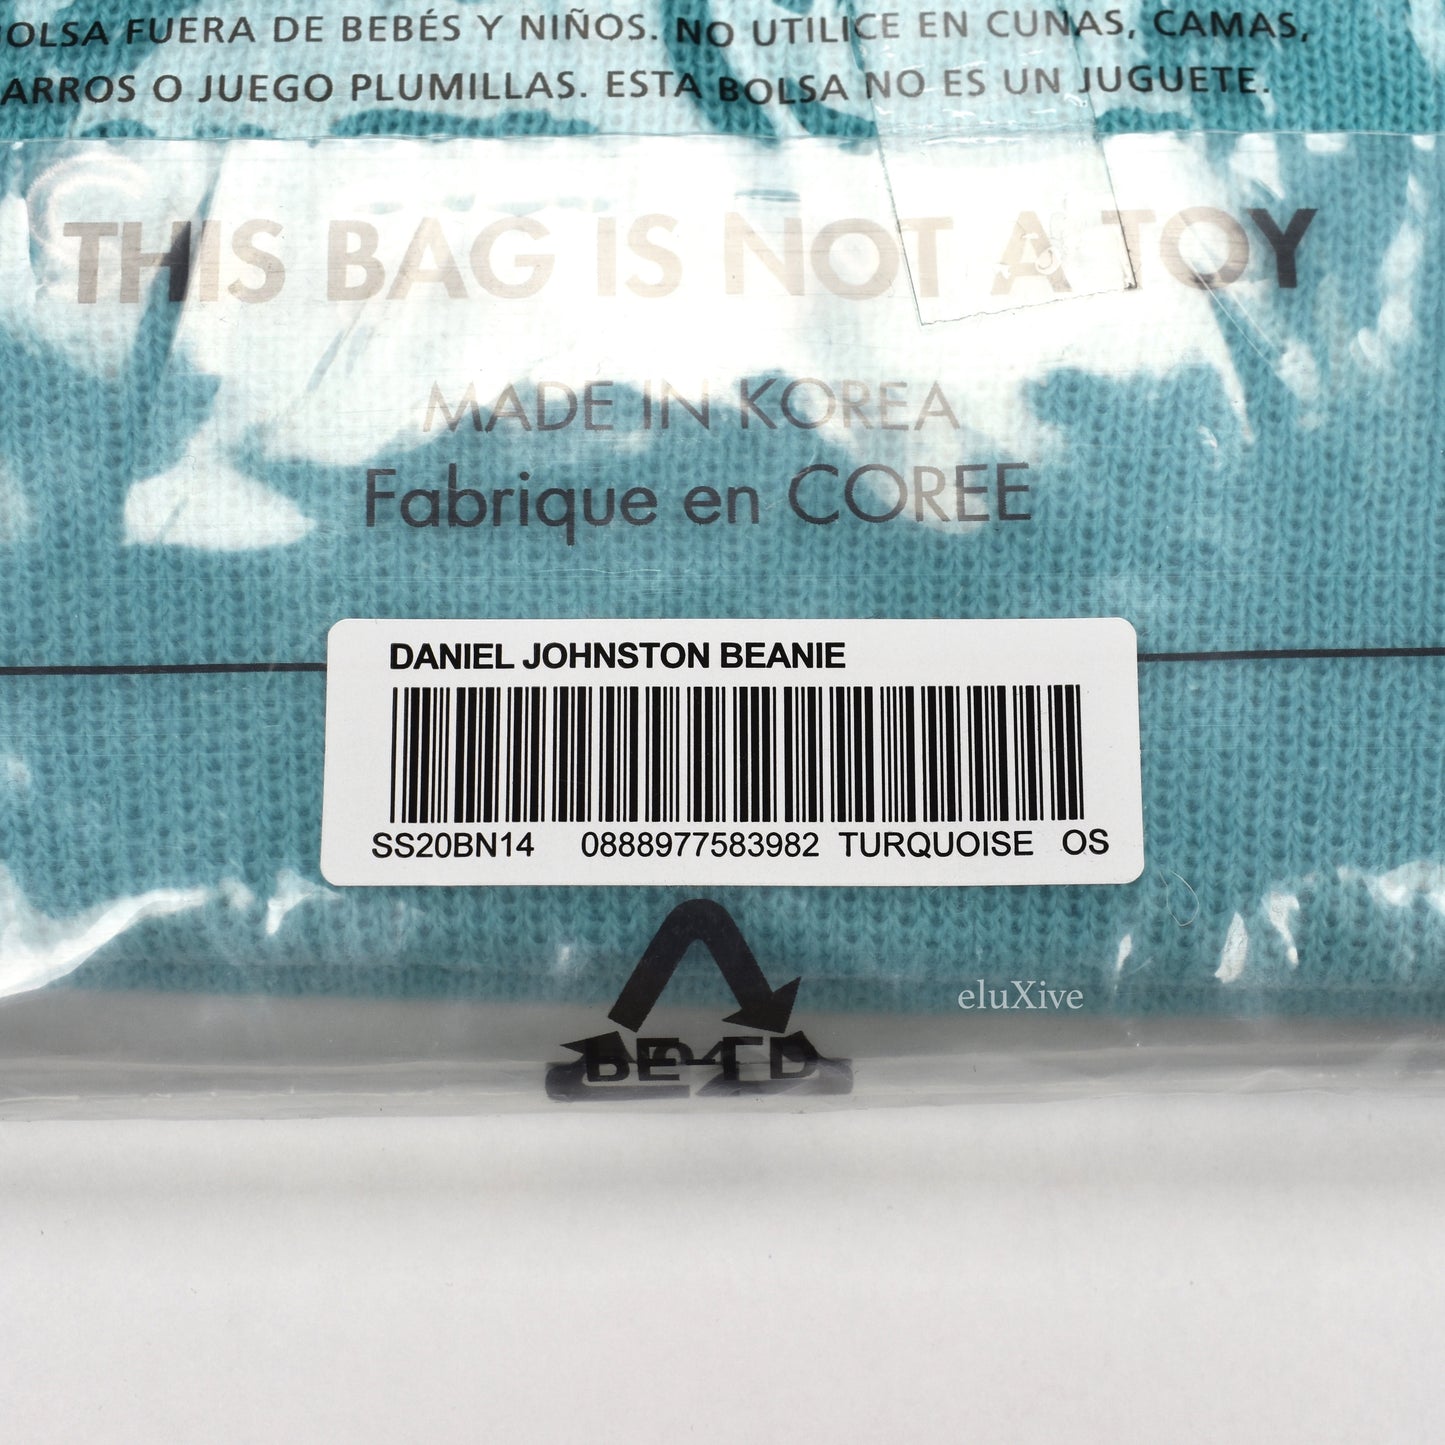 BOLSA FUERA DE BEBÉS Y NIÑOS. NO UTILICE EN CUNAS, CAMAS,
ARROS O JUEGO PLUMILLAS. ESTA BOLSA NO ES UN JUGUETE.
THIS BAG IS NOT A TOY
MADE IN KOREA
Fabrique en COREE
DANIEL JOHNSTON BEANIE
SS20BN14 0888977583982 TURQUOISE OS
eluXive